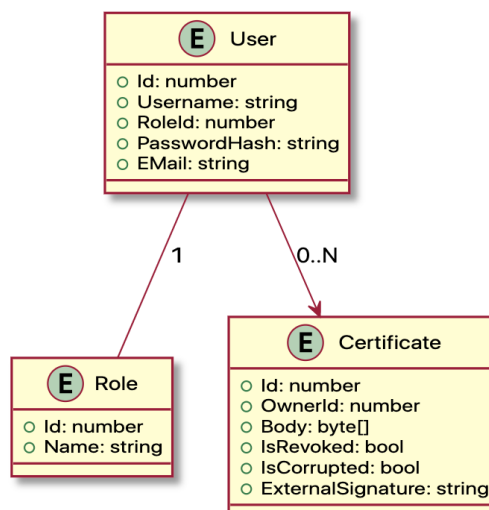 E User
Id: number
Username: string
RoleId: number
PasswordHash: string
EMail: string
1
0..N
E Role
Id: number
Name: string
E Certificate
Id: number
OwnerId: number
Body: byte[]
IsRevoked: bool
IsCorrupted: bool
ExternalSignature: string